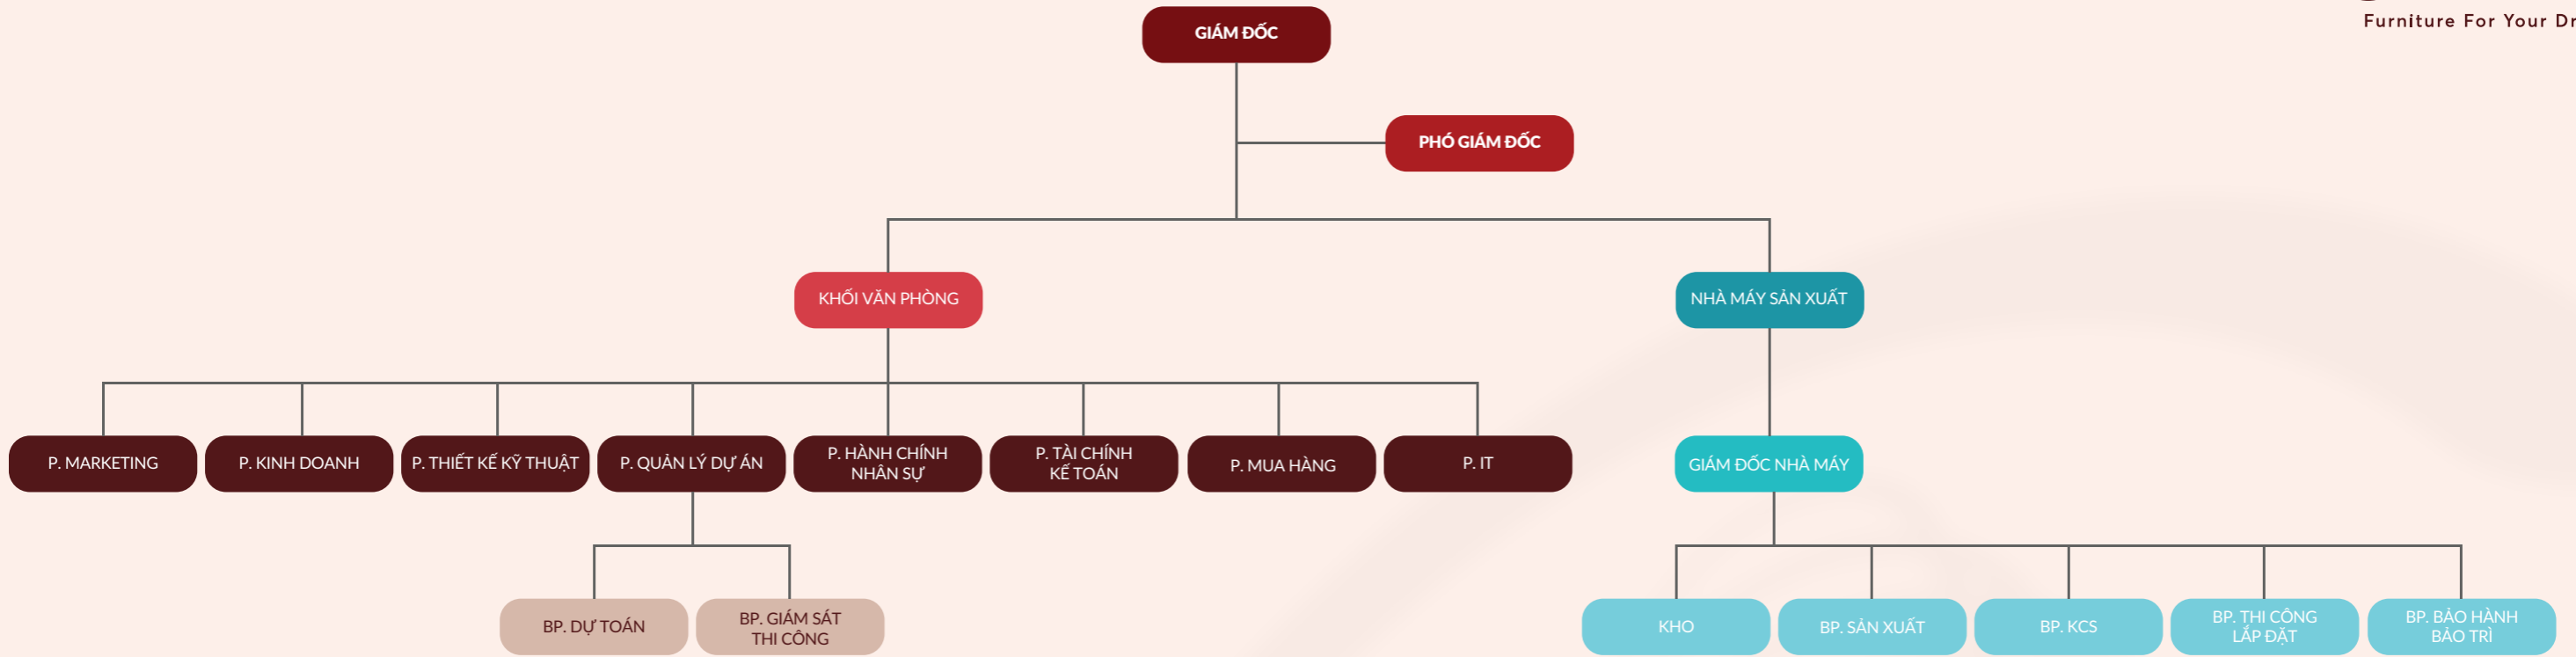 GIÁM ĐỐC
Furniture For Your
PHÓ GIÁM ĐỐC
KHỐI VĂN PHÒNG
NHÀ MÁY SẢN XUẤT
P. MARKETING
P. KINH DOANH
P. THIẾT KẾ KỸ THUẬT
P. QUẢN LÝ DỰ ÁN
P. HÀNH CHÍNH
NHÂN SỰ
P. TÀI CHÍNH
KẾ TOÁN
P. MUA HÀNG
P. IT
GIÁM ĐỐC NHÀ MÁY
BP. DỰ TOÁN
BP. GIÁM SÁT
THI CÔNG
KHO
BP. SẢN XUẤT
BP. KCS
BP. THI CÔNG
LẮP ĐẶT
BP. BẢO HÀNH
BẢO TRÌ